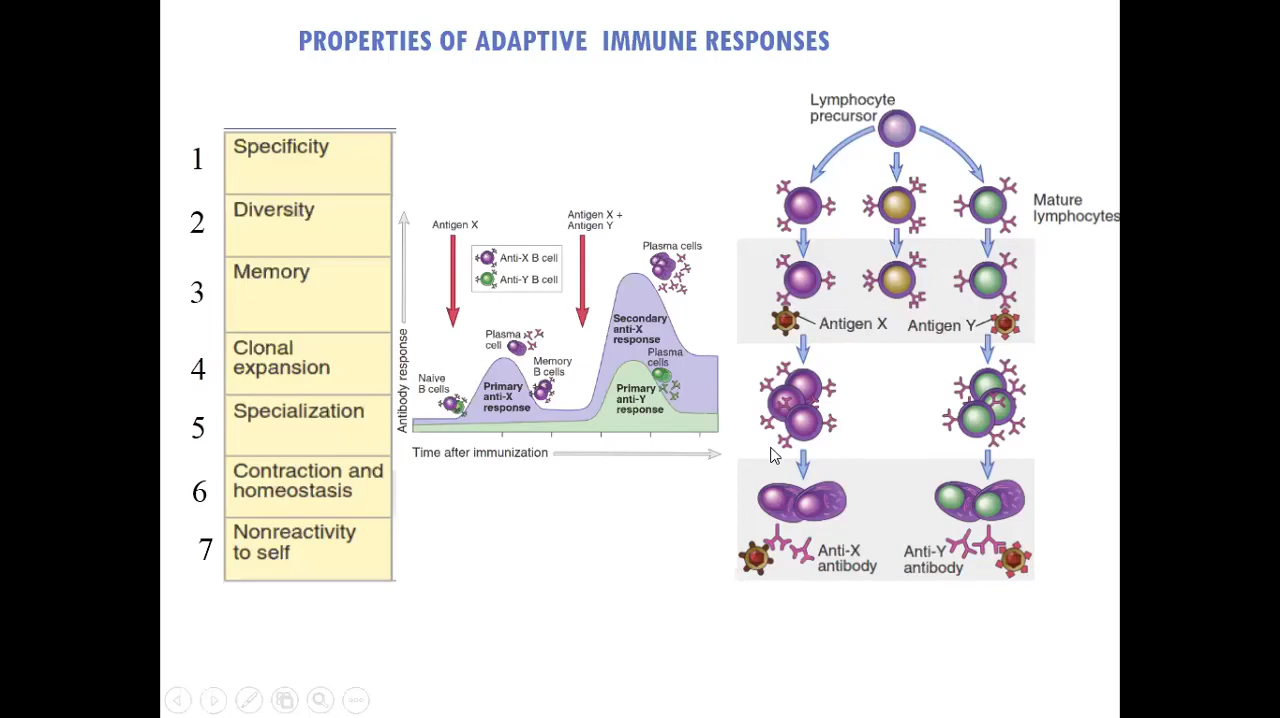 PROPERTIES OF ADAPTIVE IMMUNE RESPONSES
1
Specificity
2
Diversity
3
Memory
4
Clonal
expansion
5
Specialization
6
Contraction and
homeostasis
7
Nonreactivity
to self
Antibody response
Antigen X
Antigen X +
Antigen Y
Anti-X B cell
Anti-Y B cell
Naive
B cells
Plasma
cell
Primary
anti-X
response
Memory
B cells
Plasma cells
Secondary
anti-X
response
Plasma
cells
Primary
anti-Y
response
Time after immunization
Lymphocyte
precursor
Mature
lymphocytes
Antigen X
Antigen Y
Anti-X
antibody
Anti-Y
antibody